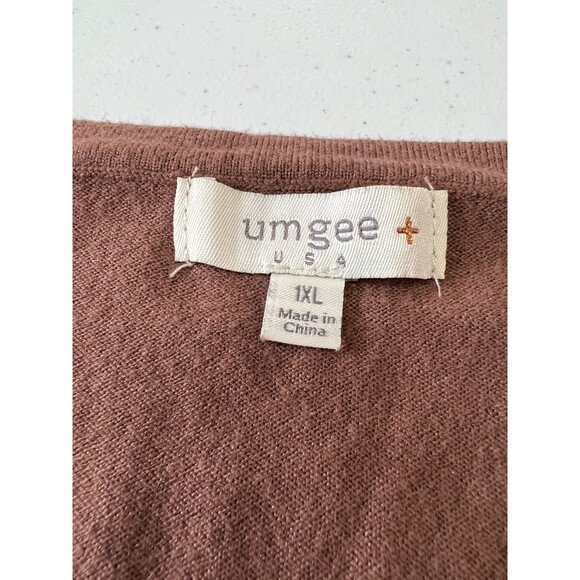 umgee +
USA
1XL
Made in
China